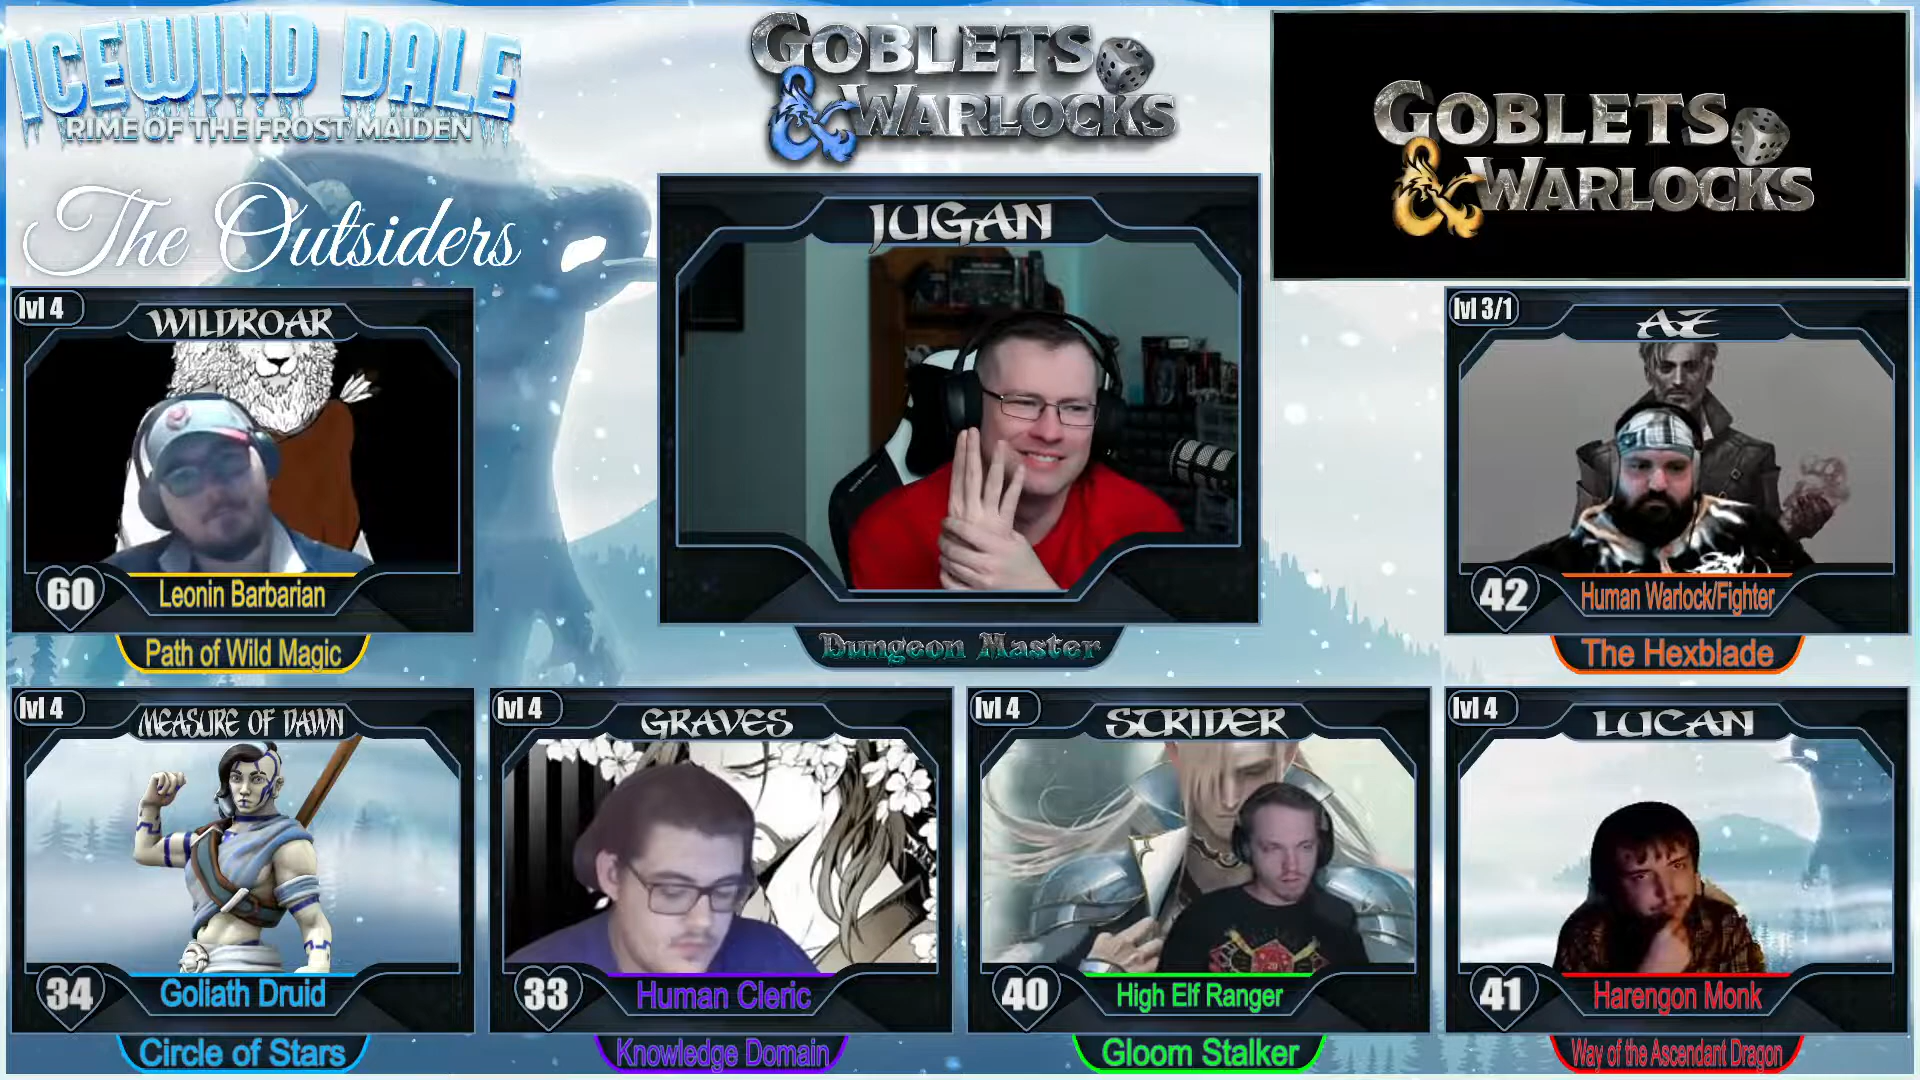 ICEWIND DALE
RIME OF THE FROST MAIDEN
The Outsiders
GOBLETS
& WARLOCKS
GOBLETS
& WARLOCKS
JUGAN
Dungeon Master
lvl 4
WILDROAR
60
Leonin Barbarian
Path of Wild Magic
lvl 3/1
AZ
42
Human Warlock/Fighter
The Hexblade
lvl 4
MEASURE OF DAWN
34
Goliath Druid
Circle of Stars
lvl 4
GRAVES
33
Human Cleric
Knowledge Domain
lvl 4
STRIDER
40
High Elf Ranger
Gloom Stalker
lvl 4
LUCAN
41
Harengon Monk
Way of the Ascendant Dragon